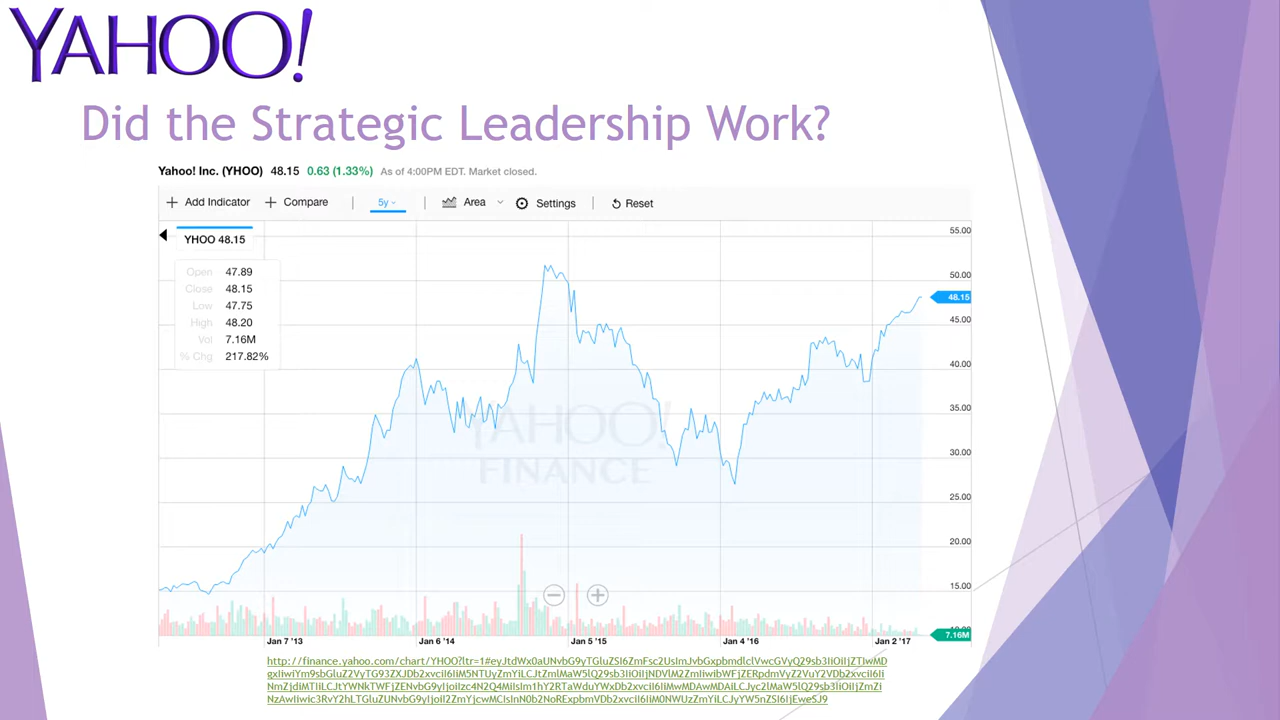 YAHOO!
Did the Strategic Leadership Work?
Yahoo! Inc. (YHOO) 48.15 0.63 (1.33%) As of 4:00PM EDT. Market closed.
Add Indicator Compare 5y Area Settings Reset
YHOO 48.15
Open 47.89
Close 48.15
Low 47.75
High 48.20
Vol 7.16M
% Chg 217.82%
55.00
50.00
48.15
45.00
40.00
35.00
30.00
25.00
20.00
15.00
7.16M
YAHOO!
FINANCE
Jan 7 '13 Jan 6 '14 Jan 5 '15 Jan 4 '16 Jan 2 '17